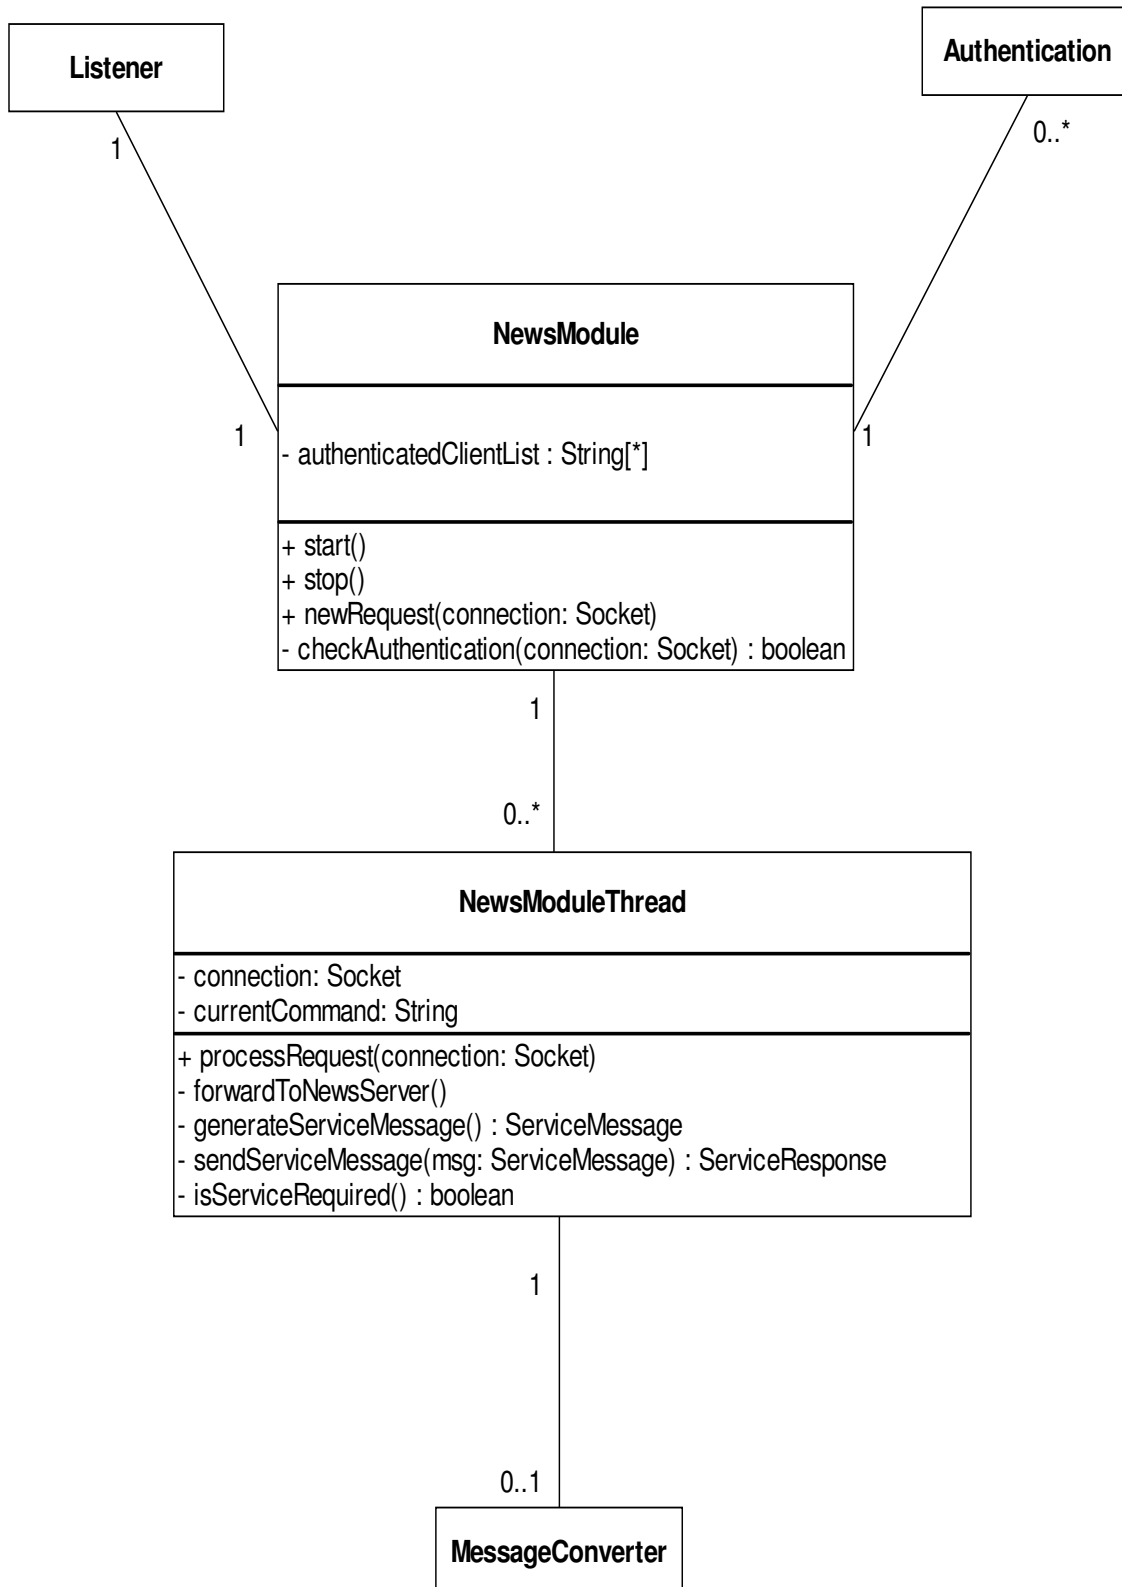 Listener
Authentication
1
0..*
NewsModule
1
1
- authenticatedClientList : String[*]
+ start()
+ stop()
+ newRequest(connection: Socket)
- checkAuthentication(connection: Socket) : boolean
1
0..*
NewsModuleThread
- connection: Socket
- currentCommand: String
+ processRequest(connection: Socket)
- forwardToNewsServer()
- generateServiceMessage() : ServiceMessage
- sendServiceMessage(msg: ServiceMessage) : ServiceResponse
- isServiceRequired() : boolean
1
0..1
MessageConverter